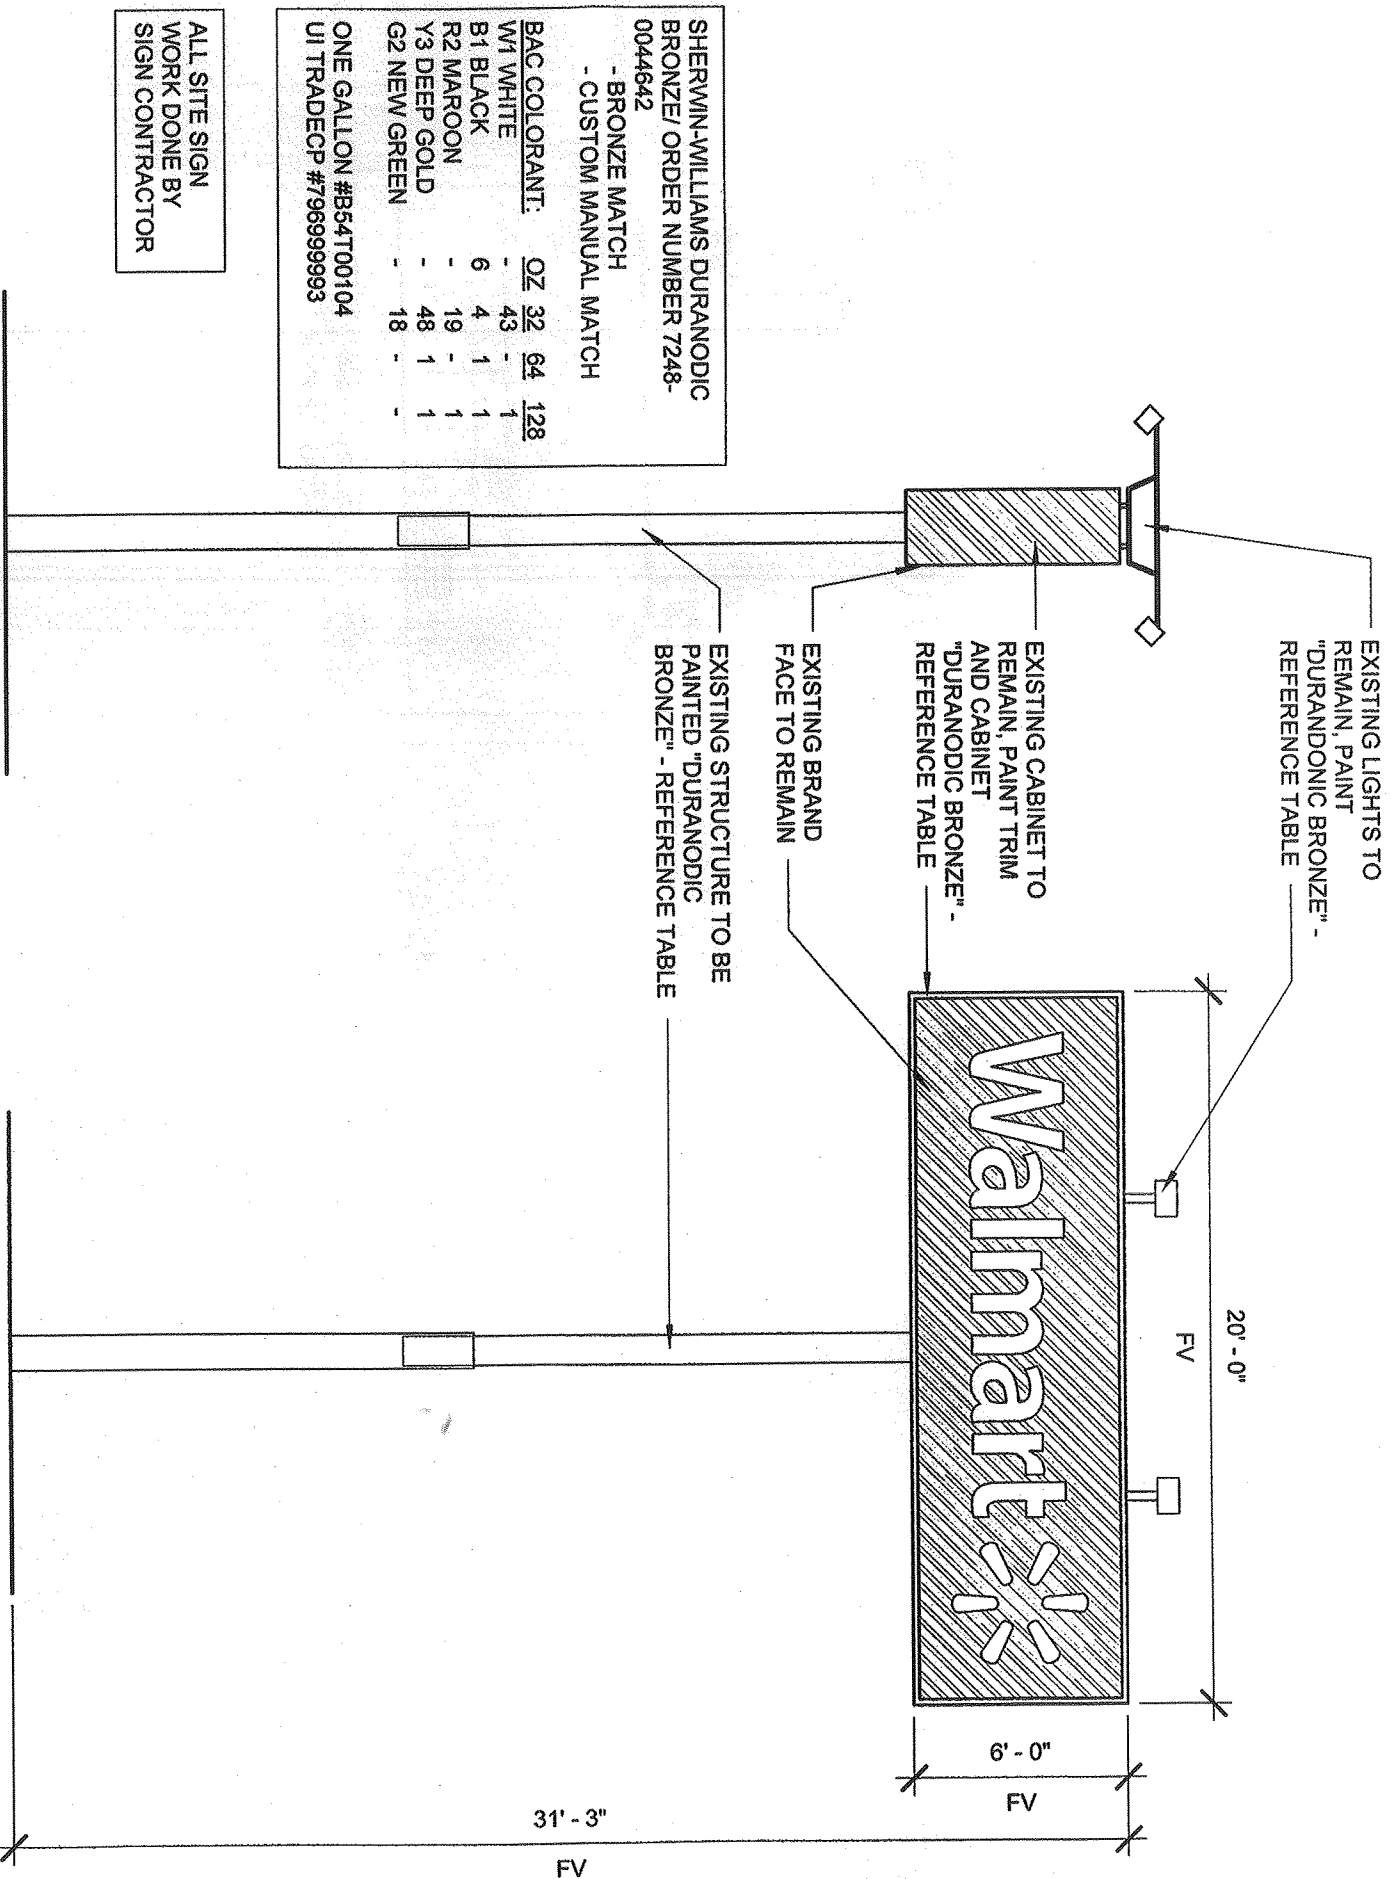 SHERWIN-WILLIAMS DURANODIC
BRONZE/ ORDER NUMBER 7248-
0044642
- BRONZE MATCH
- CUSTOM MANUAL MATCH
BAC COLORANT: OZ 32 64 128
W1 WHITE - 43 - 1
B1 BLACK 6 4 1 1
R2 MAROON - 19 - 1
Y3 DEEP GOLD - 48 1 1
G2 NEW GREEN - 18 - -
ONE GALLON #B54T00104
UI TRADECP #796999993
ALL SITE SIGN
WORK DONE BY
SIGN CONTRACTOR
EXISTING LIGHTS TO
REMAIN, PAINT
"DURANDONIC BRONZE" -
REFERENCE TABLE
EXISTING CABINET TO
REMAIN, PAINT TRIM
AND CABINET
"DURANODIC BRONZE" -
REFERENCE TABLE
EXISTING BRAND
FACE TO REMAIN
EXISTING STRUCTURE TO BE
PAINTED "DURANODIC
BRONZE" - REFERENCE TABLE
20' - 0"
FV
Walmart
6' - 0"
FV
31' - 3"
FV